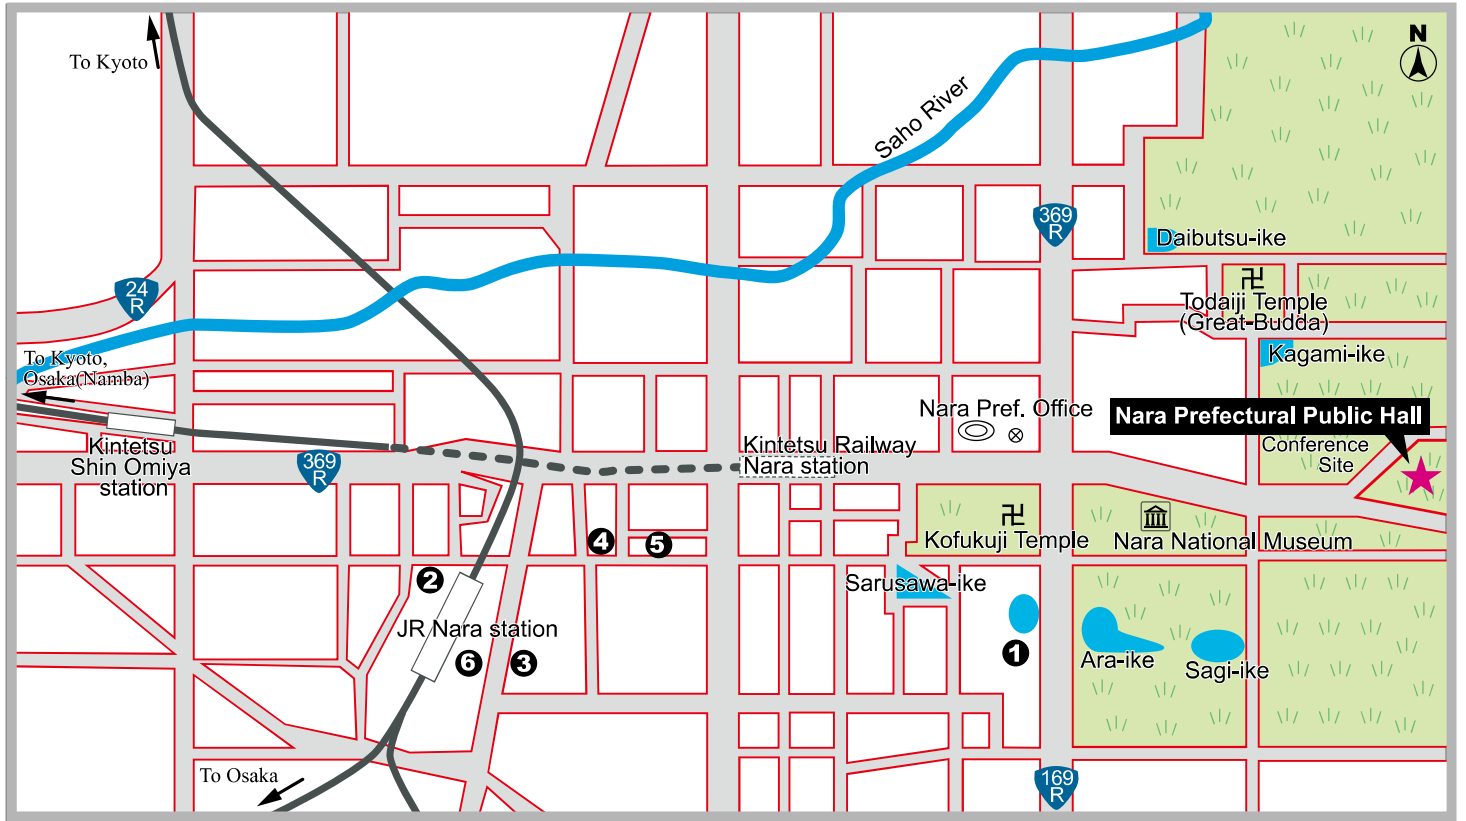 To Kyoto
N
Saho River
369
R
Daibutsu-ike
24
R
Todaiji Temple
(Great-Budda)
To Kyoto,
Osaka(Namba)
Kagami-ike
Nara Pref. Office
Nara Prefectural Public Hall
Kintetsu
Shin Omiya
station
369
R
Kintetsu Railway
Nara station
Conference
Site
4
5
Kofukuji Temple
Nara National Museum
2
Sarusawa-ike
JR Nara station
6
3
1
Ara-ike
Sagi-ike
To Osaka
169
R